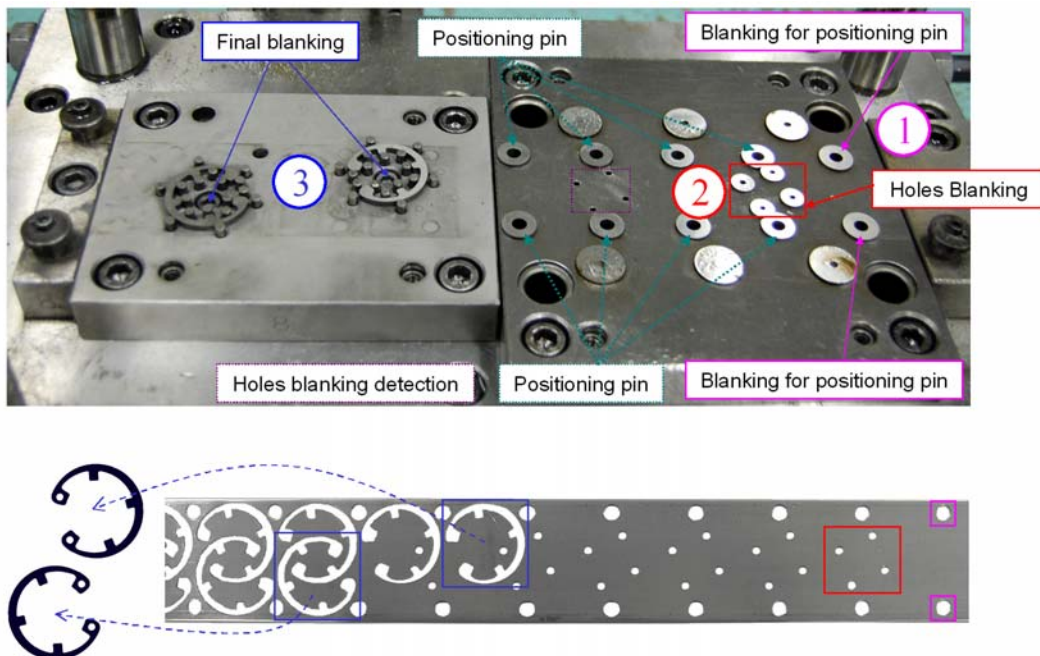 Final blanking
Positioning pin
Blanking for positioning pin
1
2
3
Holes Blanking
Holes blanking detection
Positioning pin
Blanking for positioning pin